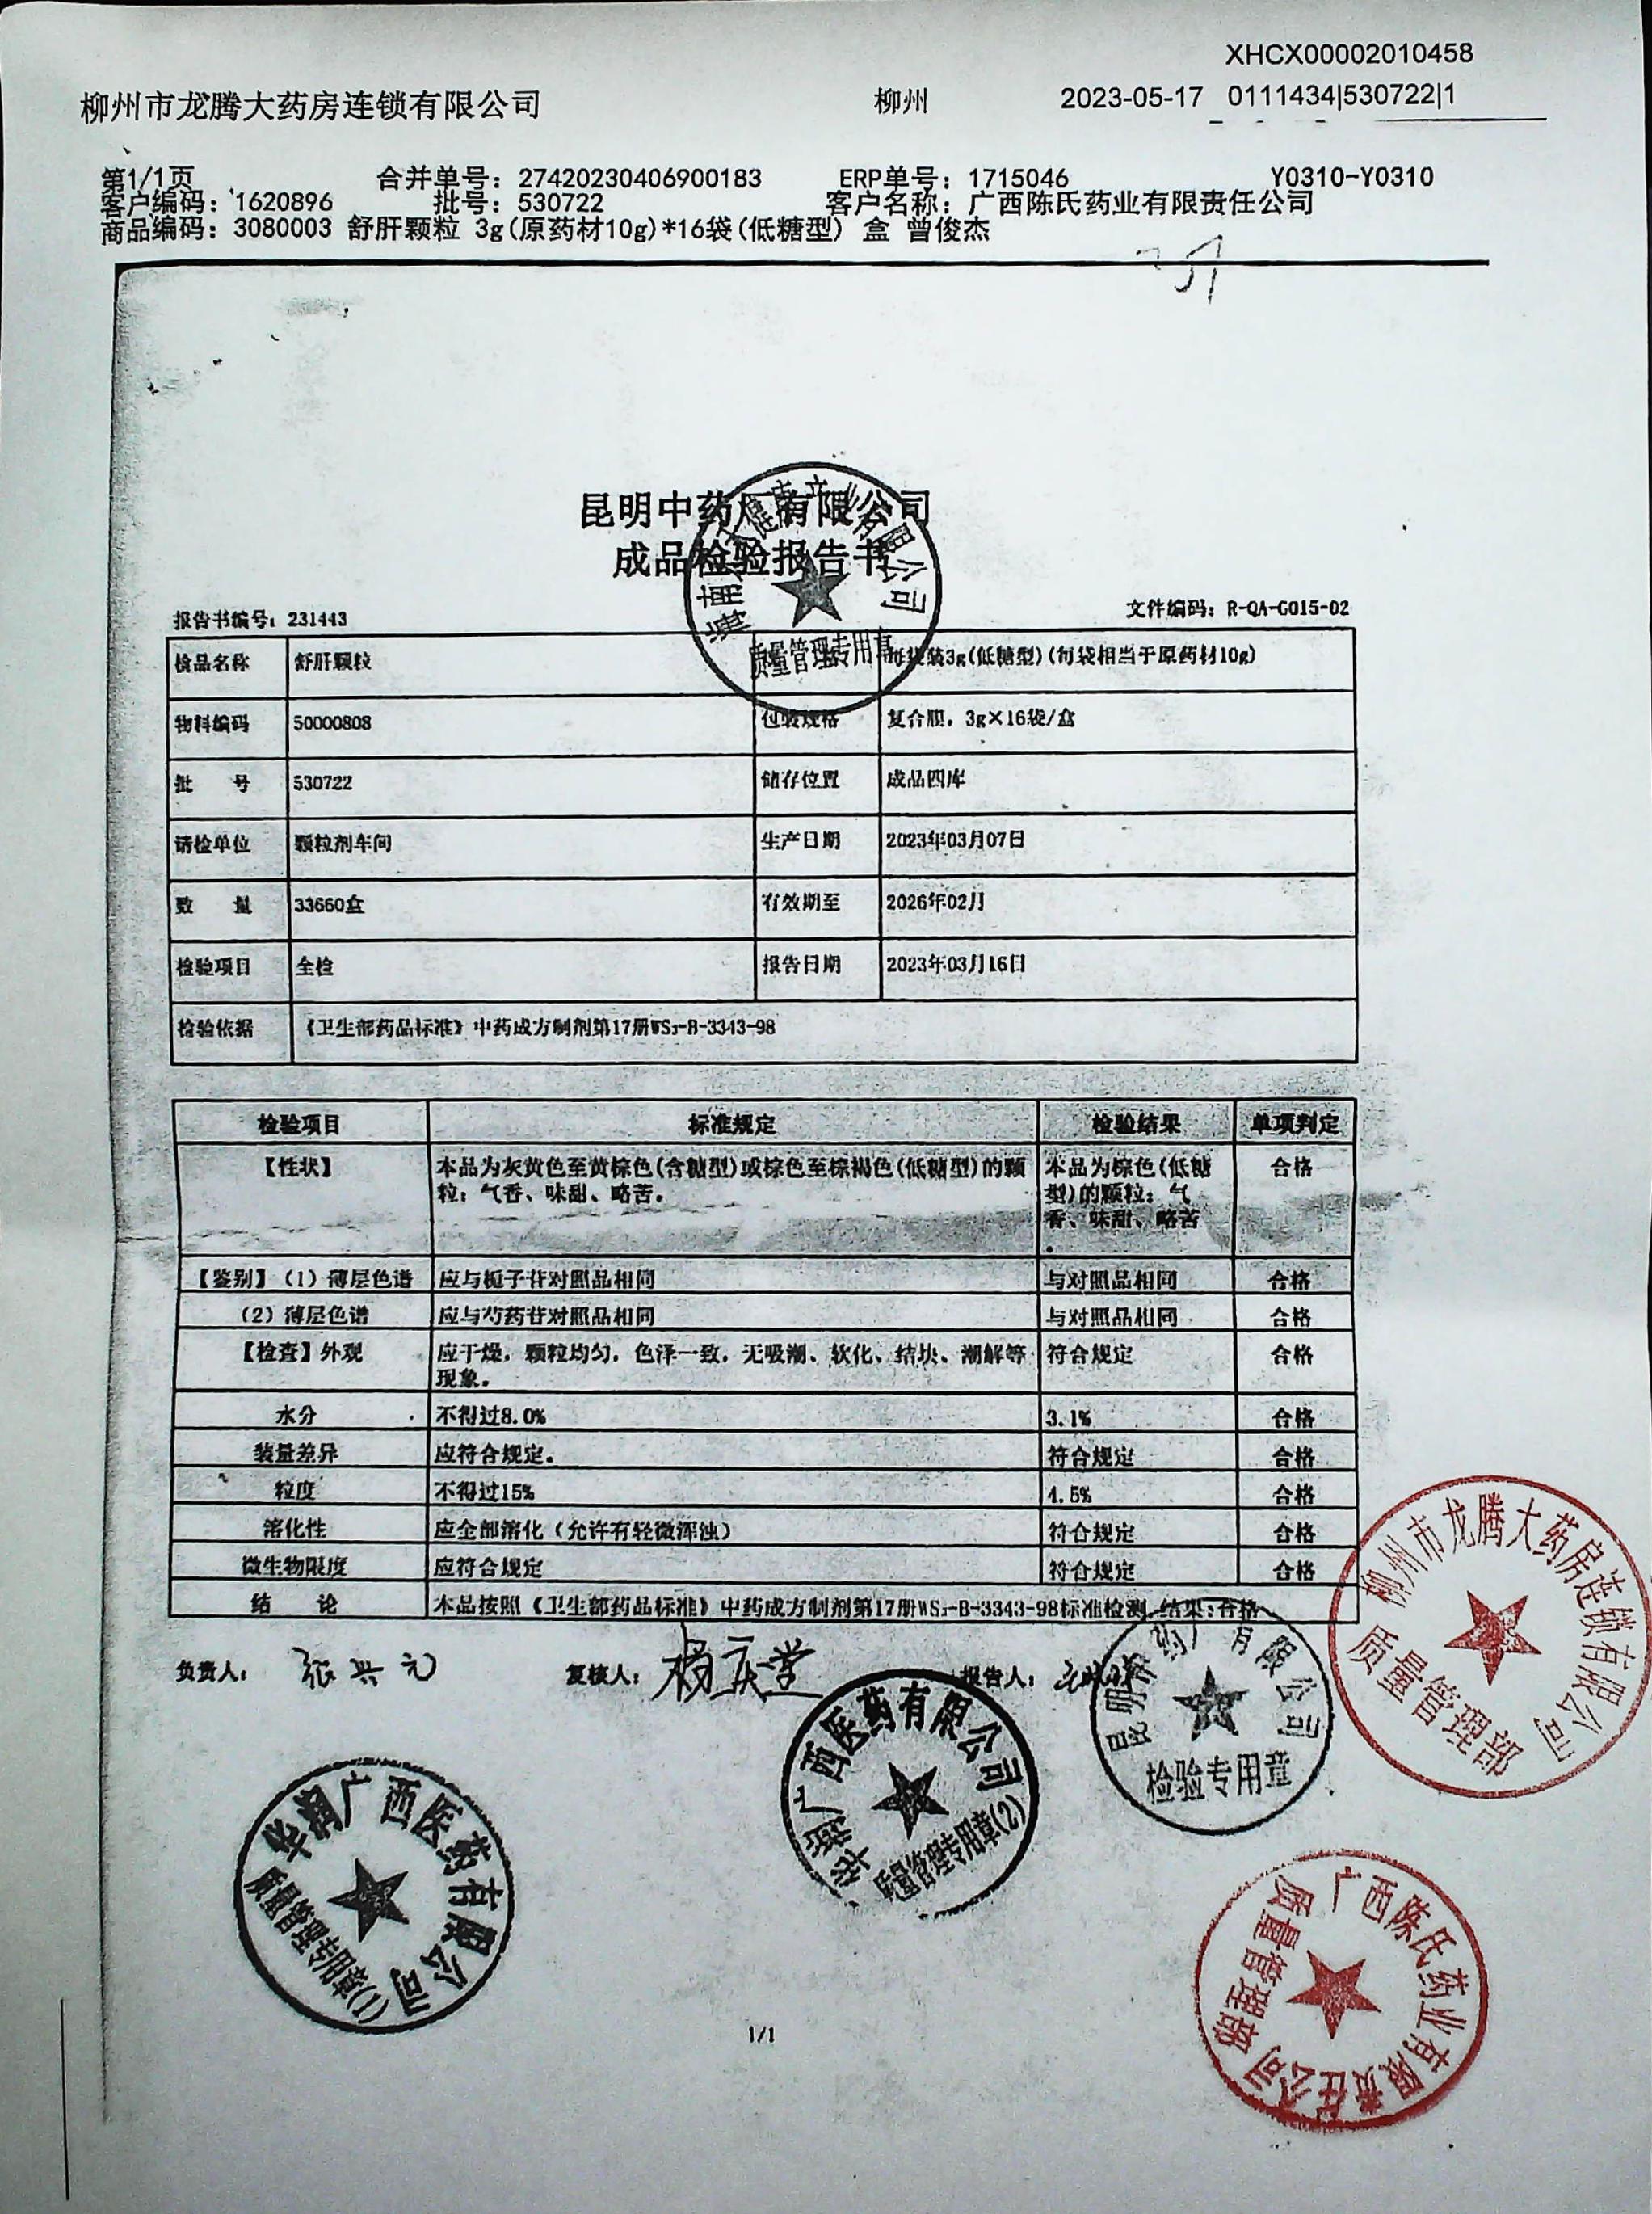 XHCX00002010458
柳州市龙腾大药房连锁有限公司 柳州 2023-05-17 0111434|530722|1
第1/1页 合并单号：27420230406900183 ERP单号：1715046 Y0310-Y0310
客户编码：1620896 批号：530722 客户名称：广西陈氏药业有限责任公司
商品编码：3080003 舒肝颗粒 3g(原药材10g)*16袋(低糖型) 盒 曾俊杰
昆明中药厂有限公司
成品检验报告书
报告书编号：231443 文件编码：R-QA-G015-02
检品名称 舒肝颗粒 每袋装3g(低糖型)(每袋相当于原药材10g)
物料编码 50000808 包装规格 复合膜，3g×16袋/盒
批 号 530722 储存位置 成品四库
请检单位 颗粒剂车间 生产日期 2023年03月07日
数 量 33660盒 有效期至 2026年02月
检验项目 全检 报告日期 2023年03月16日
检验依据 《卫生部药品标准》中药成方制剂第17册WS₃-B-3343-98
检验项目 标准规定 检验结果 单项判定
【性状】 本品为灰黄色至黄棕色(含糖型)或棕色至棕褐色(低糖型)的颗 本品为棕色(低糖 合格
粒；气香、味甜、略苦。 型)的颗粒；气
香、味甜、略苦
。
【鉴别】(1)薄层色谱 应与栀子苷对照品相同 与对照品相同 合格
(2)薄层色谱 应与芍药苷对照品相同 与对照品相同 合格
【检查】外观 应干燥，颗粒均匀，色泽一致，无吸潮、软化、结块、潮解等 符合规定 合格
现象。
水分 不得过8.0% 3.1% 合格
装量差异 应符合规定。 符合规定 合格
粒度 不得过15% 4.5% 合格
溶化性 应全部溶化（允许有轻微浑浊） 符合规定 合格
微生物限度 应符合规定 符合规定 合格
结 论 本品按照《卫生部药品标准》中药成方制剂第17册WS₃-B-3343-98标准检测，结果:合格
负责人： 张兴元 复核人： 杨庆堂 报告人：
质量管理专用章
柳州市龙腾大药房连锁有限公司
质量管理部
昆明中药厂有限公司
检验专用章
华润广西医药有限公司
质量管理专用章(2)
华润广西医药有限公司
质量管理专用章(1)
广西陈氏药业有限责任公司
质量管理部
1/1